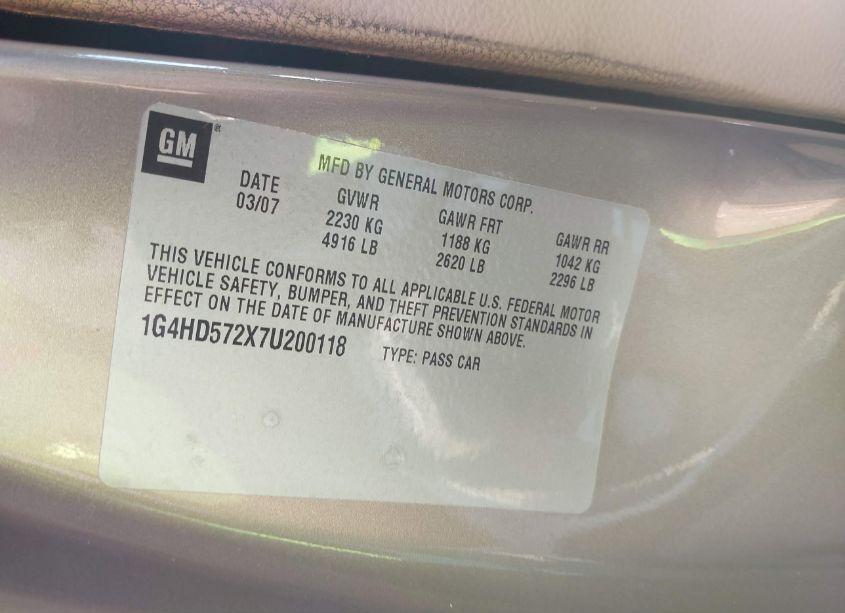 GM®
MFD BY GENERAL MOTORS CORP.
DATE GVWR GAWR FRT GAWR RR
03/07 2230 KG 1188 KG 1042 KG
4916 LB 2620 LB 2296 LB
THIS VEHICLE CONFORMS TO ALL APPLICABLE U.S. FEDERAL MOTOR
VEHICLE SAFETY, BUMPER, AND THEFT PREVENTION STANDARDS IN
EFFECT ON THE DATE OF MANUFACTURE SHOWN ABOVE.
1G4HD572X7U200118 TYPE: PASS CAR